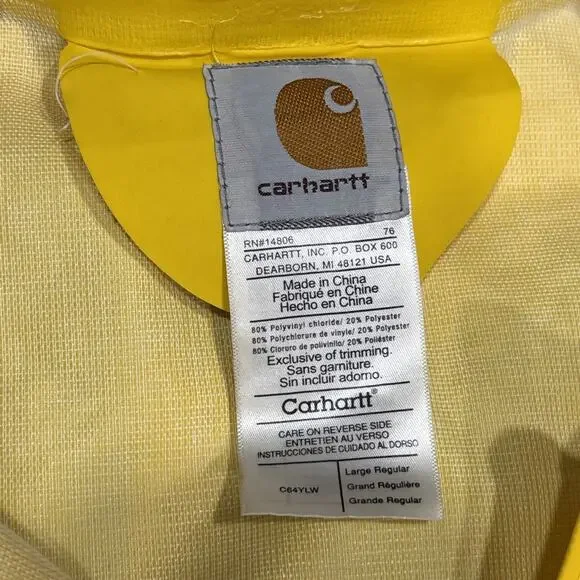 carhartt
RN#14806 76
CARHARTT, INC. P.O. BOX 600
DEARBORN, MI 48121 USA
Made in China
Fabriqué en Chine
Hecho en China
80% Polyvinyl chloride/ 20% Polyester
80% Polychlorure de vinyle/ 20% Polyester
80% Cloruro de polivinilo/ 20% Poliéster
Exclusive of trimming.
Sans garniture.
Sin incluir adorno.
Carhartt®
CARE ON REVERSE SIDE
ENTRETIEN AU VERSO
INSTRUCCIONES DE CUIDADO AL DORSO
C64YLW
Large Regular
Grand Régulière
Grande Regular